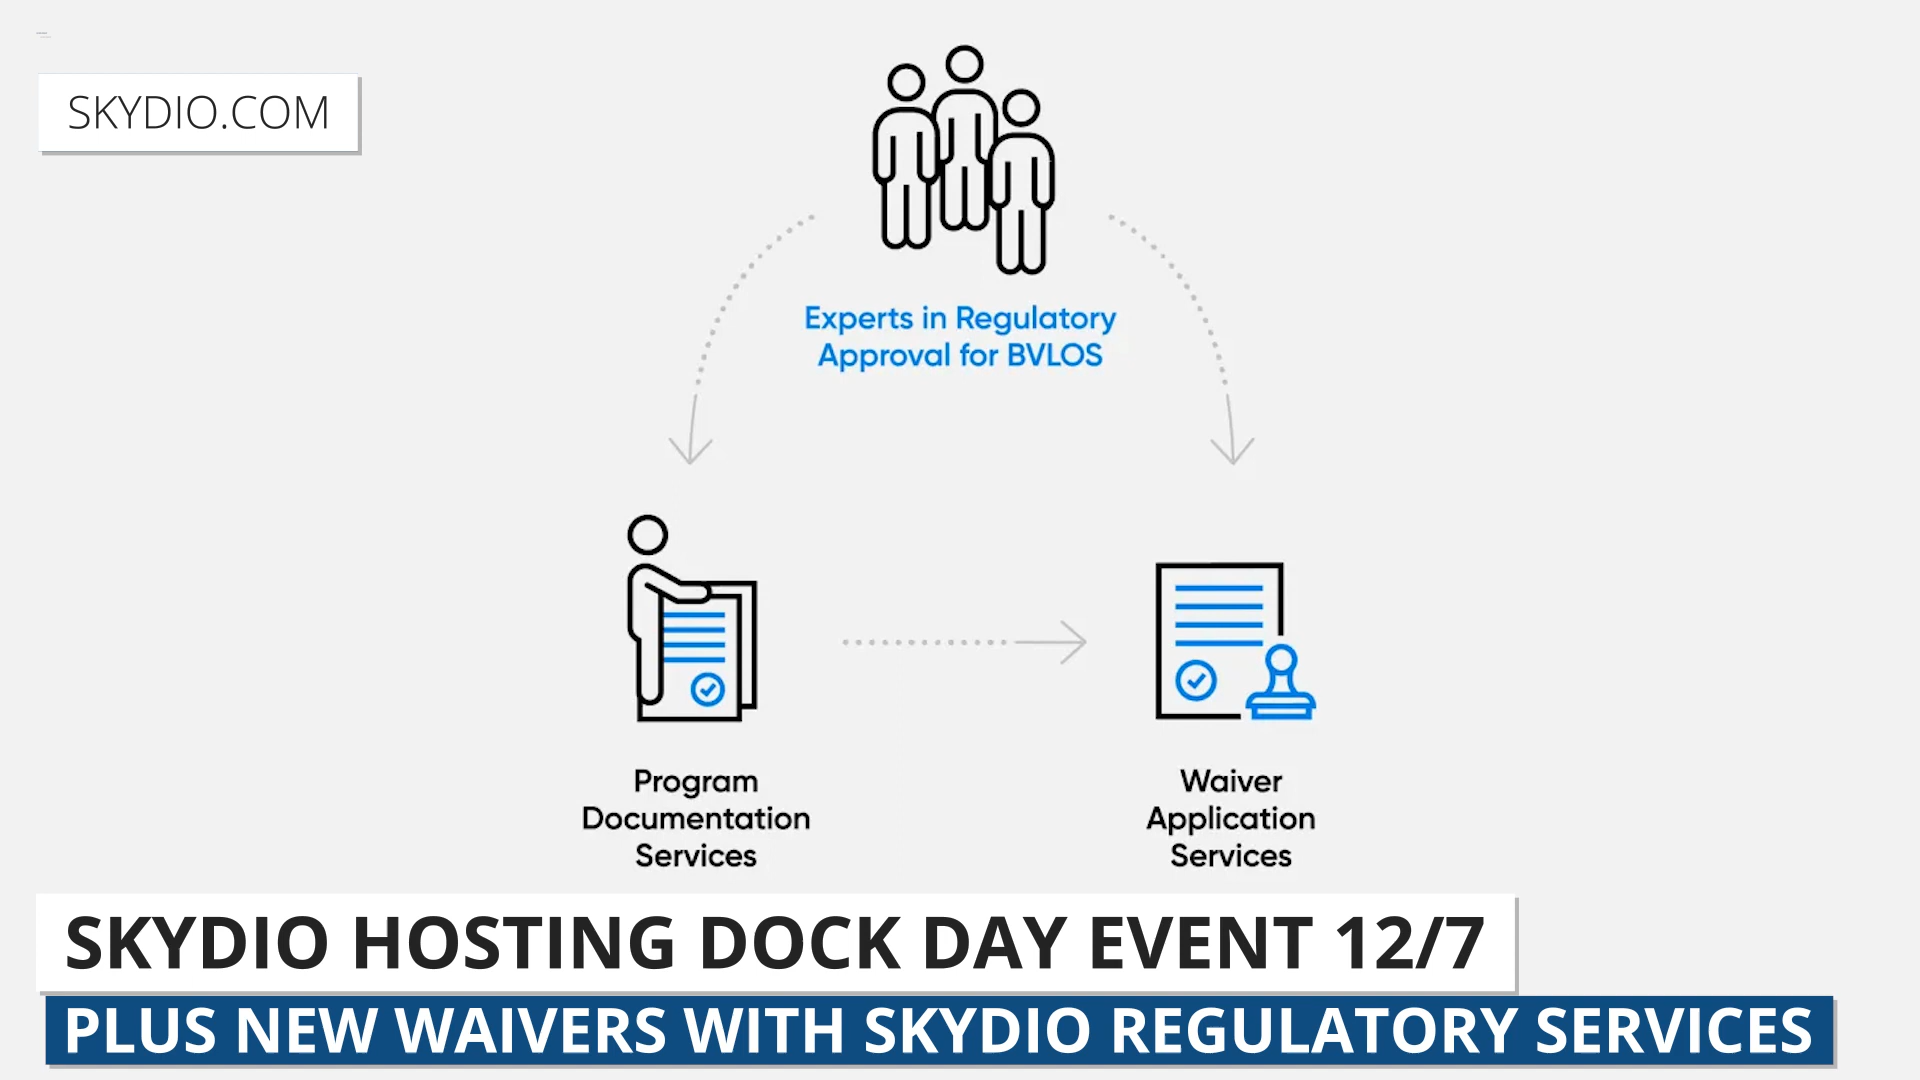 SKYDIO.COM
Experts in Regulatory
Approval for BVLOS
Program
Documentation
Services
Waiver
Application
Services
SKYDIO HOSTING DOCK DAY EVENT 12/7
PLUS NEW WAIVERS WITH SKYDIO REGULATORY SERVICES